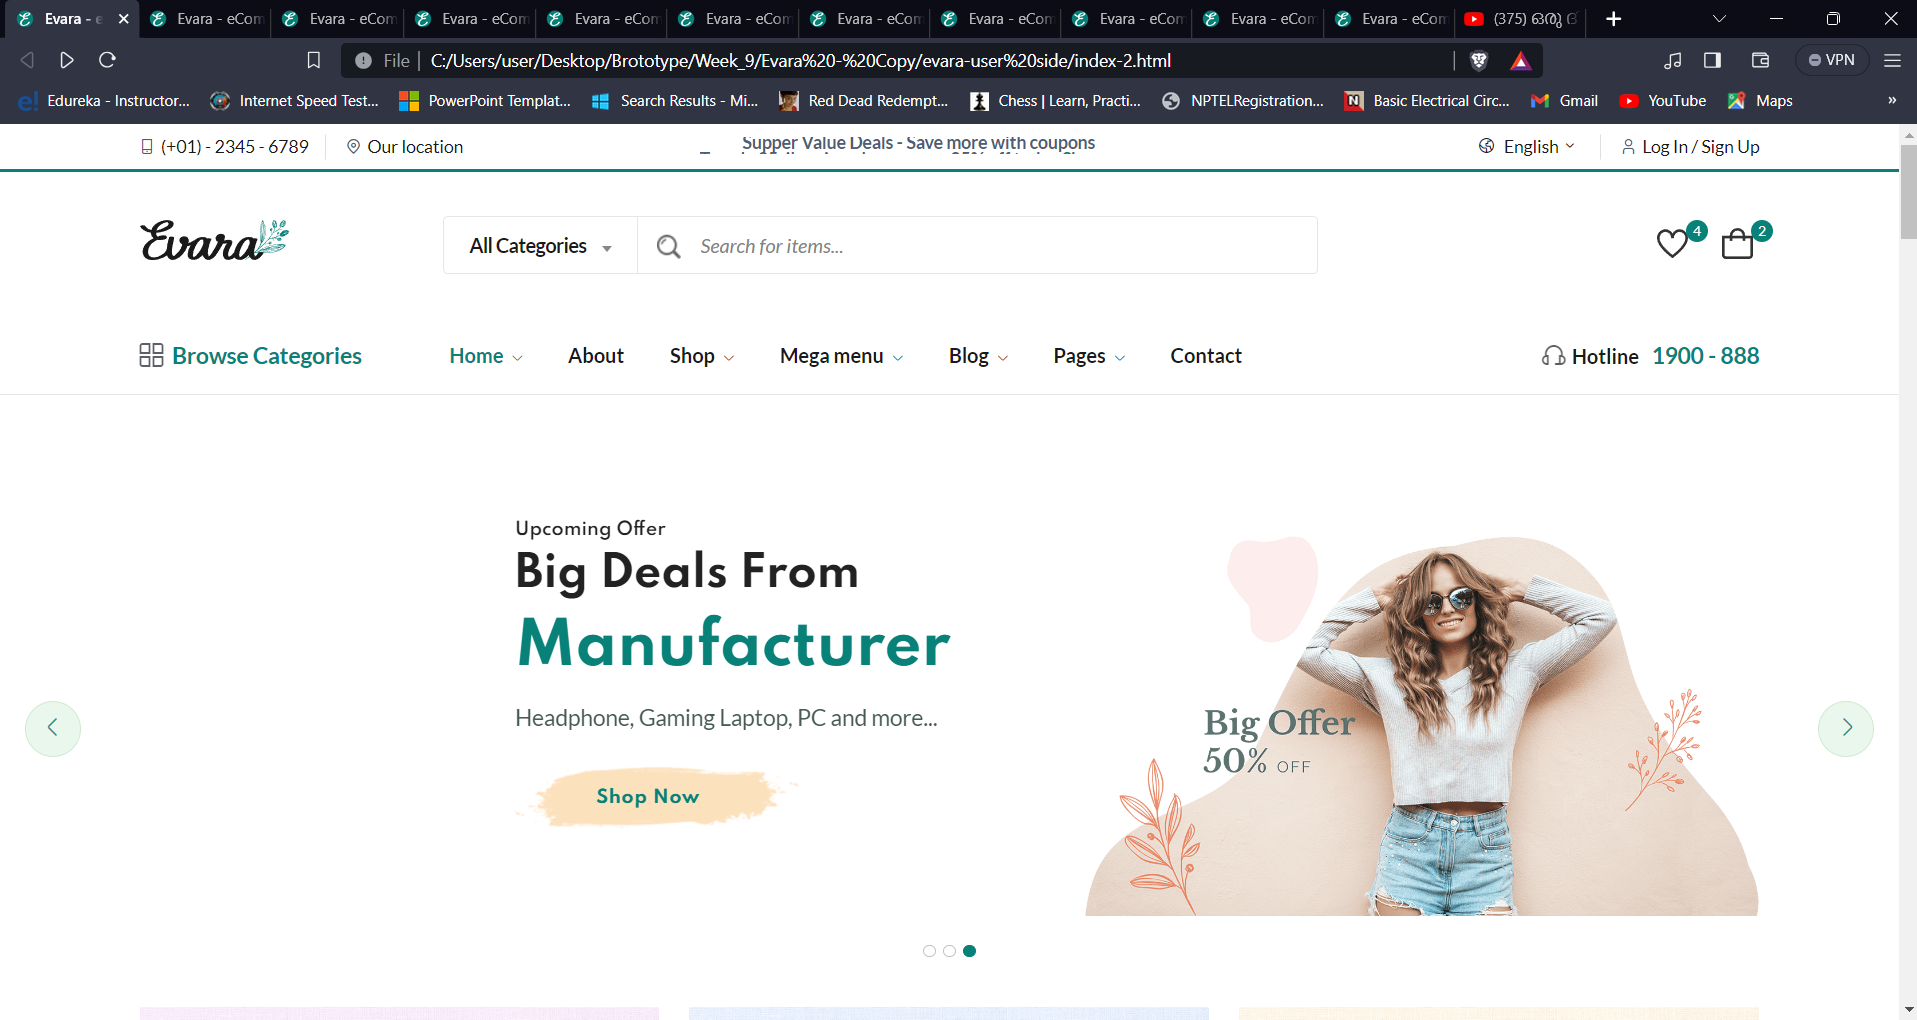 Evara - e
Evara - eCom
Evara - eCom
Evara - eCom
Evara - eCom
Evara - eCom
Evara - eCom
Evara - eCom
Evara - eCom
Evara - eCom
Evara - eCom
(375)
File C:/Users/user/Desktop/Brototype/Week_9/Evara%20-%20Copy/evara-user%20side/index-2.html
VPN
Edureka - Instructor...
Internet Speed Test...
PowerPoint Templat...
Search Results - Mi...
Red Dead Redempt...
Chess | Learn, Practi...
NPTELRegistration...
Basic Electrical Circ...
Gmail
YouTube
Maps
»
(+01) - 2345 - 6789
Our location
Supper Value Deals - Save more with coupons
English
Log In / Sign Up
Evara
All Categories
Search for items...
4
2
Browse Categories
Home
About
Shop
Mega menu
Blog
Pages
Contact
Hotline 1900 - 888
Upcoming Offer
Big Deals From
Manufacturer
Headphone, Gaming Laptop, PC and more...
Shop Now
Big Offer
50% OFF